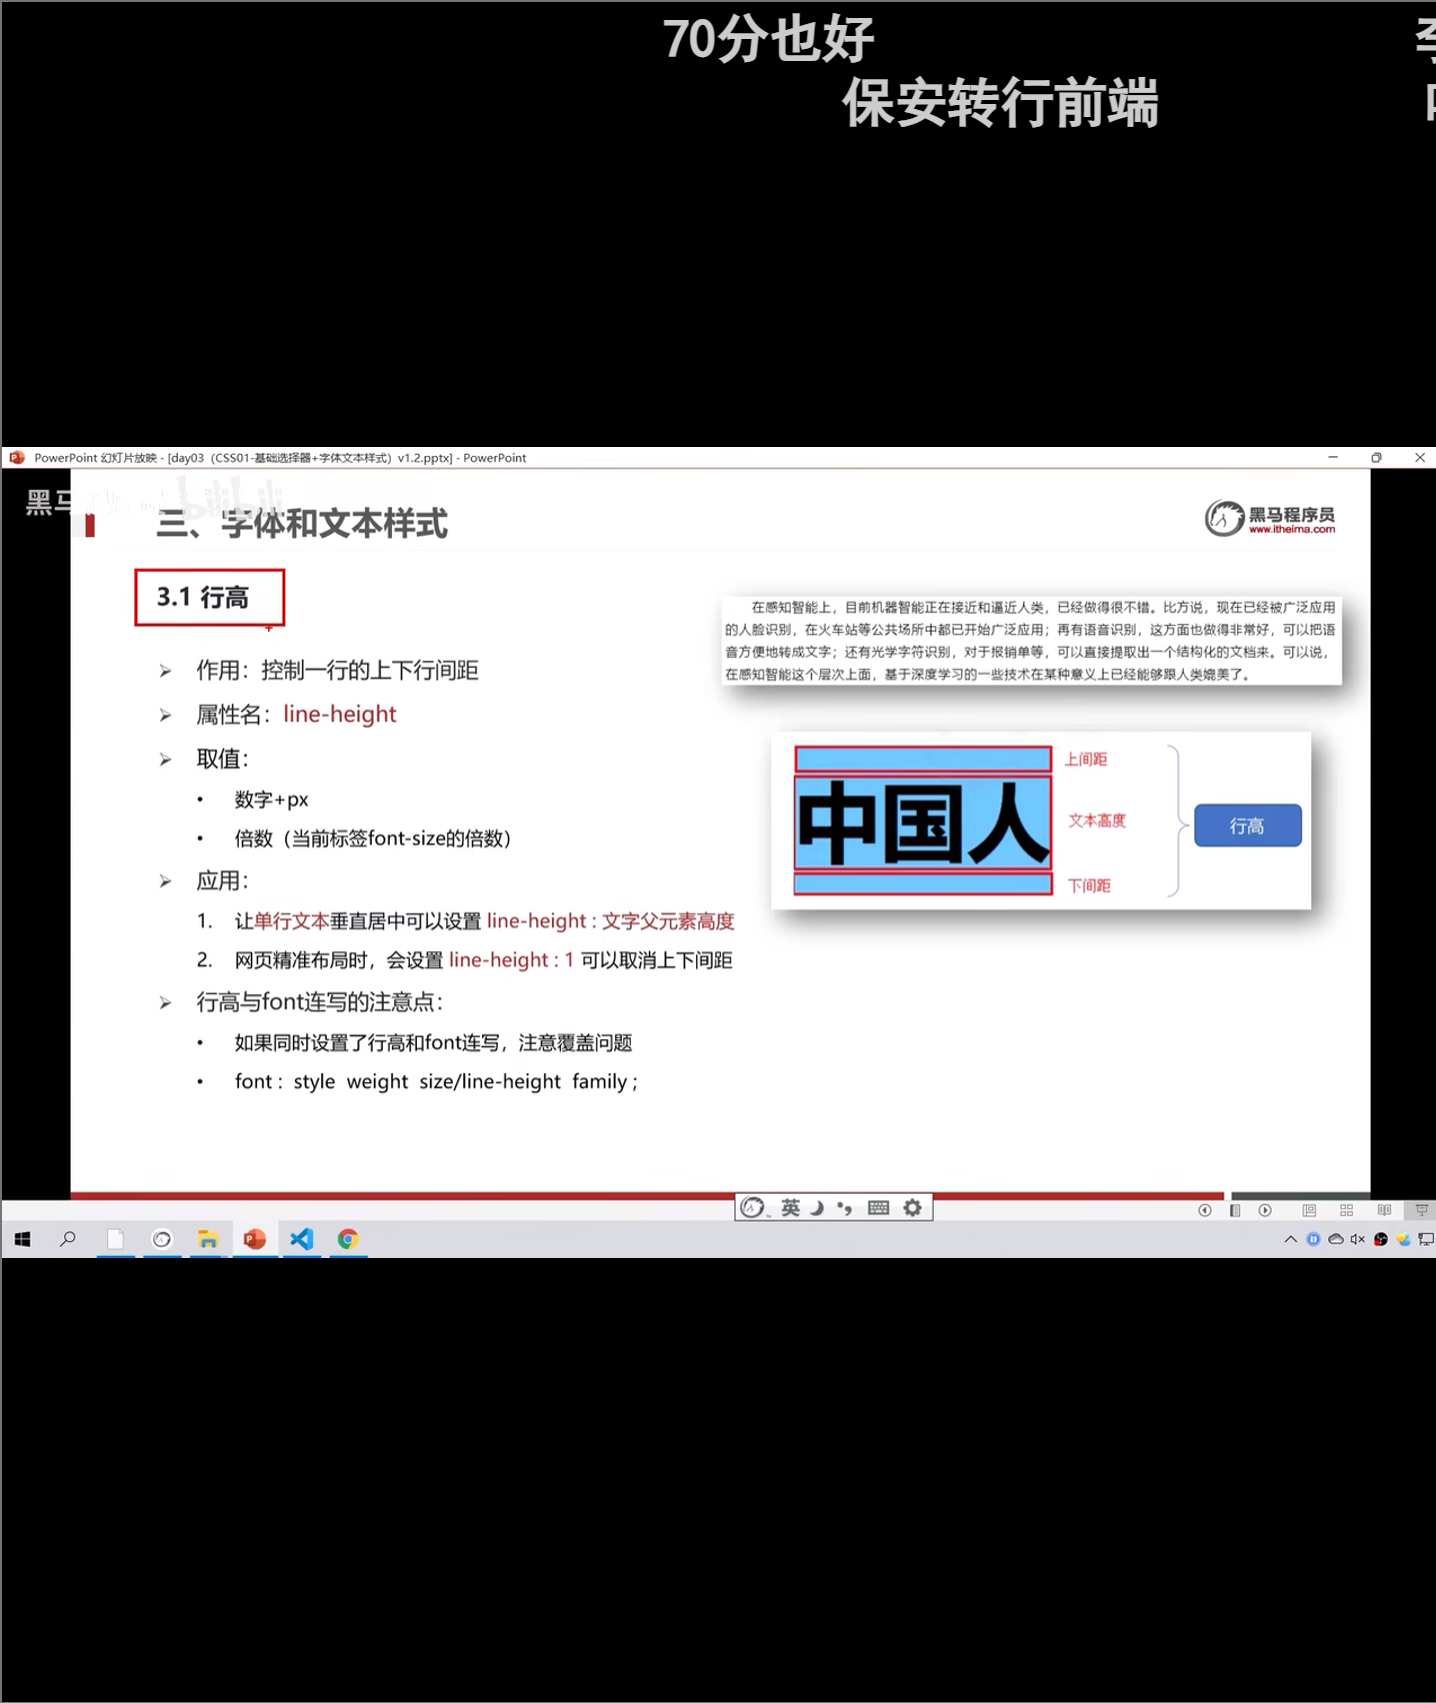 70分也好
保安转行前端
PowerPoint 幻灯片放映 - [day03（CSS01-基础选择器+字体文本样式）v1.2.pptx] - PowerPoint
黑马
bilibili
三、字体和文本样式
黑马程序员
www.itheima.com
3.1 行高
作用：控制一行的上下行间距
属性名：line-height
取值：
• 数字+px
• 倍数（当前标签font-size的倍数）
应用：
1. 让单行文本垂直居中可以设置 line-height : 文字父元素高度
2. 网页精准布局时，会设置 line-height : 1 可以取消上下间距
行高与font连写的注意点：
• 如果同时设置了行高和font连写，注意覆盖问题
• font : style weight size/line-height family ;
在感知智能上，目前机器智能正在接近和逼近人类，已经做得很不错。比方说，现在已经被广泛应用
的人脸识别，在火车站等公共场所中都已开始广泛应用；再有语音识别，这方面也做得非常好，可以把语
音方便地转成文字；还有光学字符识别，对于报销单等，可以直接提取出一个结构化的文档来。可以说，
在感知智能这个层次上面，基于深度学习的一些技术在某种意义上已经能够跟人类媲美了。
上间距
中国人
文本高度
行高
下间距
英